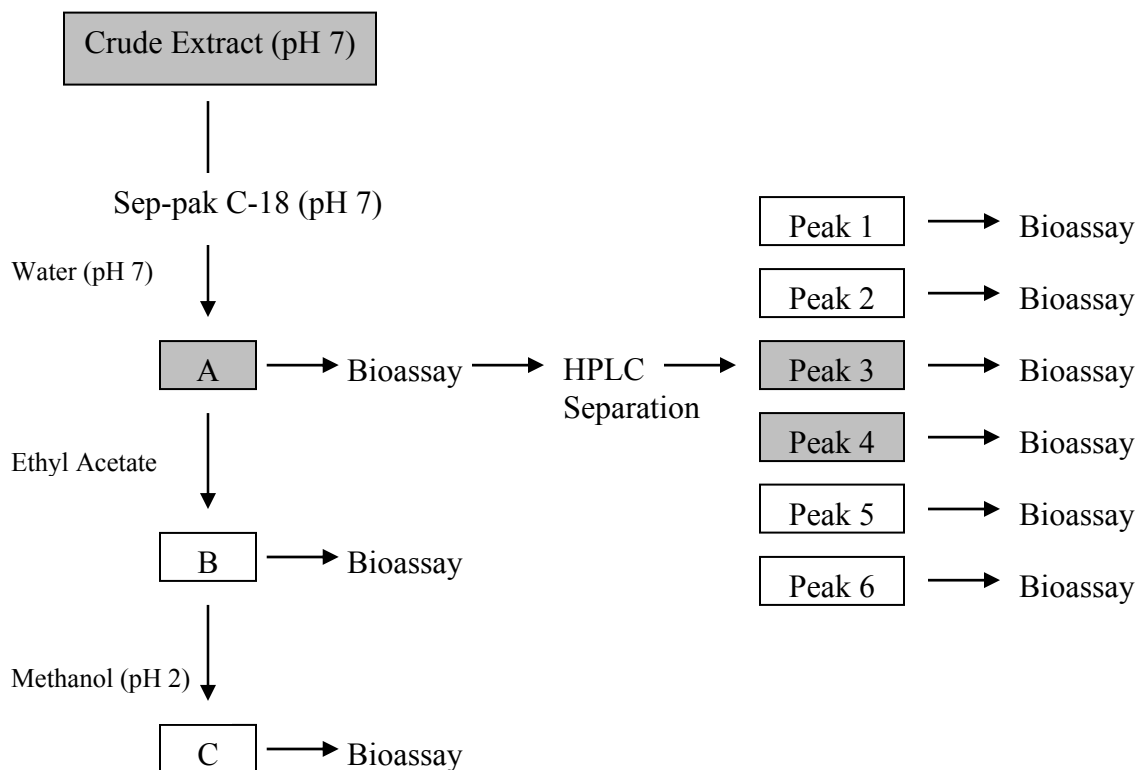 Crude Extract (pH 7)
Sep-pak C-18 (pH 7)
Water (pH 7)
A
Bioassay
HPLC
Separation
Ethyl Acetate
B
Bioassay
Methanol (pH 2)
C
Bioassay
Peak 1
Bioassay
Peak 2
Bioassay
Peak 3
Bioassay
Peak 4
Bioassay
Peak 5
Bioassay
Peak 6
Bioassay